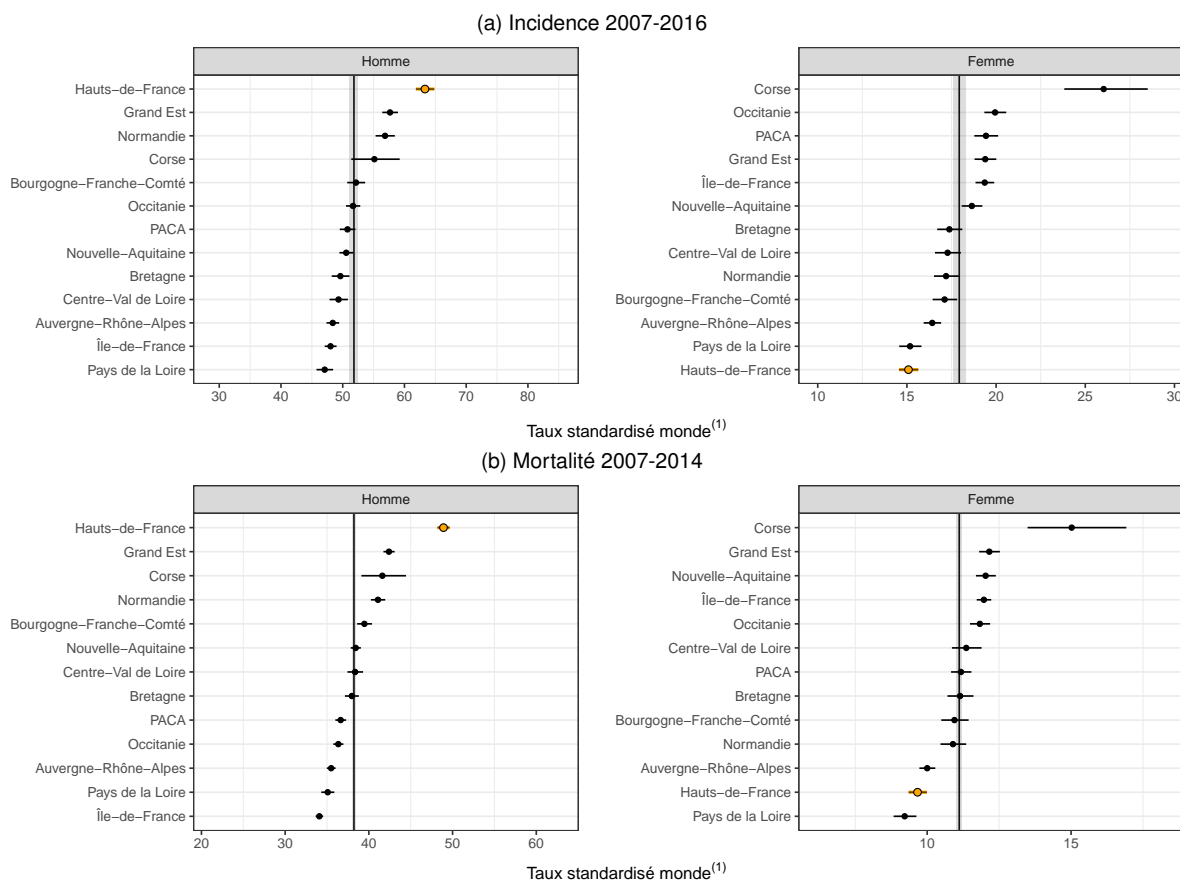 (a) Incidence 2007-2016
Homme
Hauts−de−France
Grand Est
Normandie
Corse
Bourgogne−Franche−Comté
Occitanie
PACA
Nouvelle−Aquitaine
Bretagne
Centre−Val de Loire
Auvergne−Rhône−Alpes
Île−de−France
Pays de la Loire
30 40 50 60 70 80
Femme
Corse
Occitanie
PACA
Grand Est
Île−de−France
Nouvelle−Aquitaine
Bretagne
Centre−Val de Loire
Normandie
Bourgogne−Franche−Comté
Auvergne−Rhône−Alpes
Pays de la Loire
Hauts−de−France
10 15 20 25 30
Taux standardisé monde(1)
(b) Mortalité 2007-2014
Homme
Hauts−de−France
Grand Est
Corse
Normandie
Bourgogne−Franche−Comté
Nouvelle−Aquitaine
Centre−Val de Loire
Bretagne
PACA
Occitanie
Auvergne−Rhône−Alpes
Pays de la Loire
Île−de−France
20 30 40 50 60
Femme
Corse
Grand Est
Nouvelle−Aquitaine
Île−de−France
Occitanie
Centre−Val de Loire
PACA
Bretagne
Bourgogne−Franche−Comté
Normandie
Auvergne−Rhône−Alpes
Hauts−de−France
Pays de la Loire
10 15
Taux standardisé monde(1)